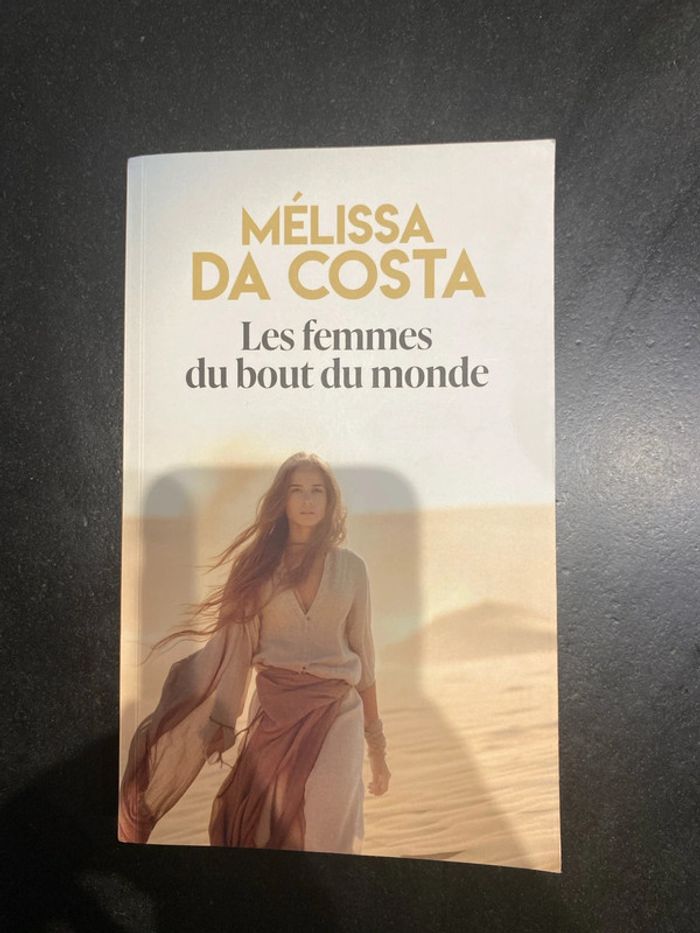 MÉLISSA
DA COSTA
Les femmes
du bout du monde